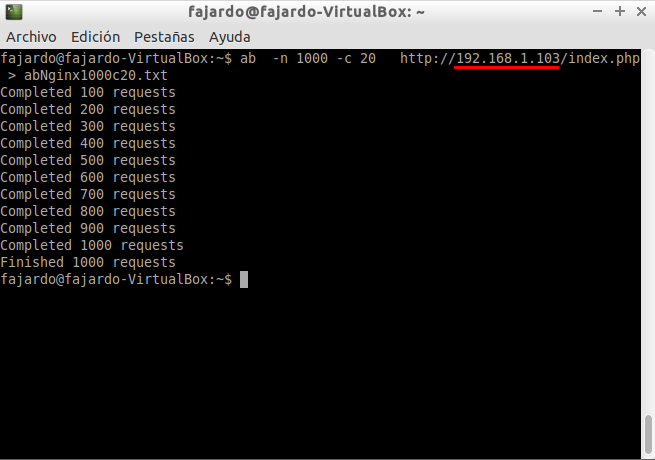 fajardo@fajardo-VirtualBox: ~
Archivo Edición Pestañas Ayuda
fajardo@fajardo-VirtualBox:~$ ab  -n 1000 -c 20   http://192.168.1.103/index.php
 > abNginx1000c20.txt
Completed 100 requests
Completed 200 requests
Completed 300 requests
Completed 400 requests
Completed 500 requests
Completed 600 requests
Completed 700 requests
Completed 800 requests
Completed 900 requests
Completed 1000 requests
Finished 1000 requests
fajardo@fajardo-VirtualBox:~$